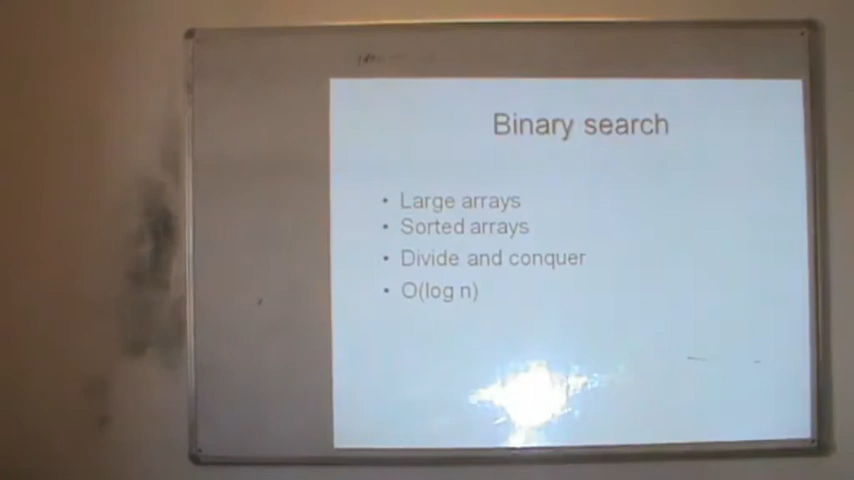 Binary search
• Large arrays
• Sorted arrays
• Divide and conquer
• O(log n)